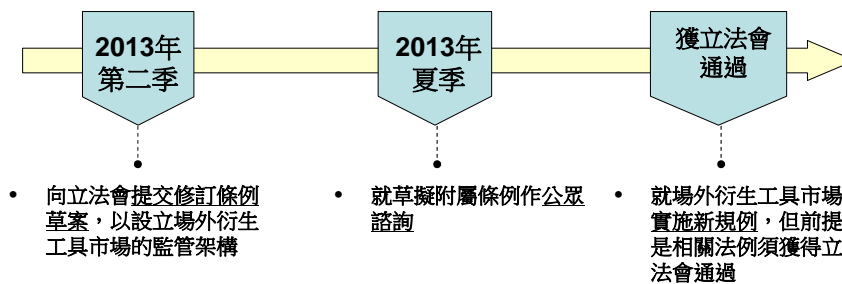 2013年
第二季
2013年
夏季
獲立法會
通過
• 向立法會提交修訂條例
草案，以設立場外衍生
工具市場的監管架構
• 就草擬附屬條例作公眾
諮詢
• 就場外衍生工具市場
實施新規例，但前提
是相關法例須獲得立
法會通過